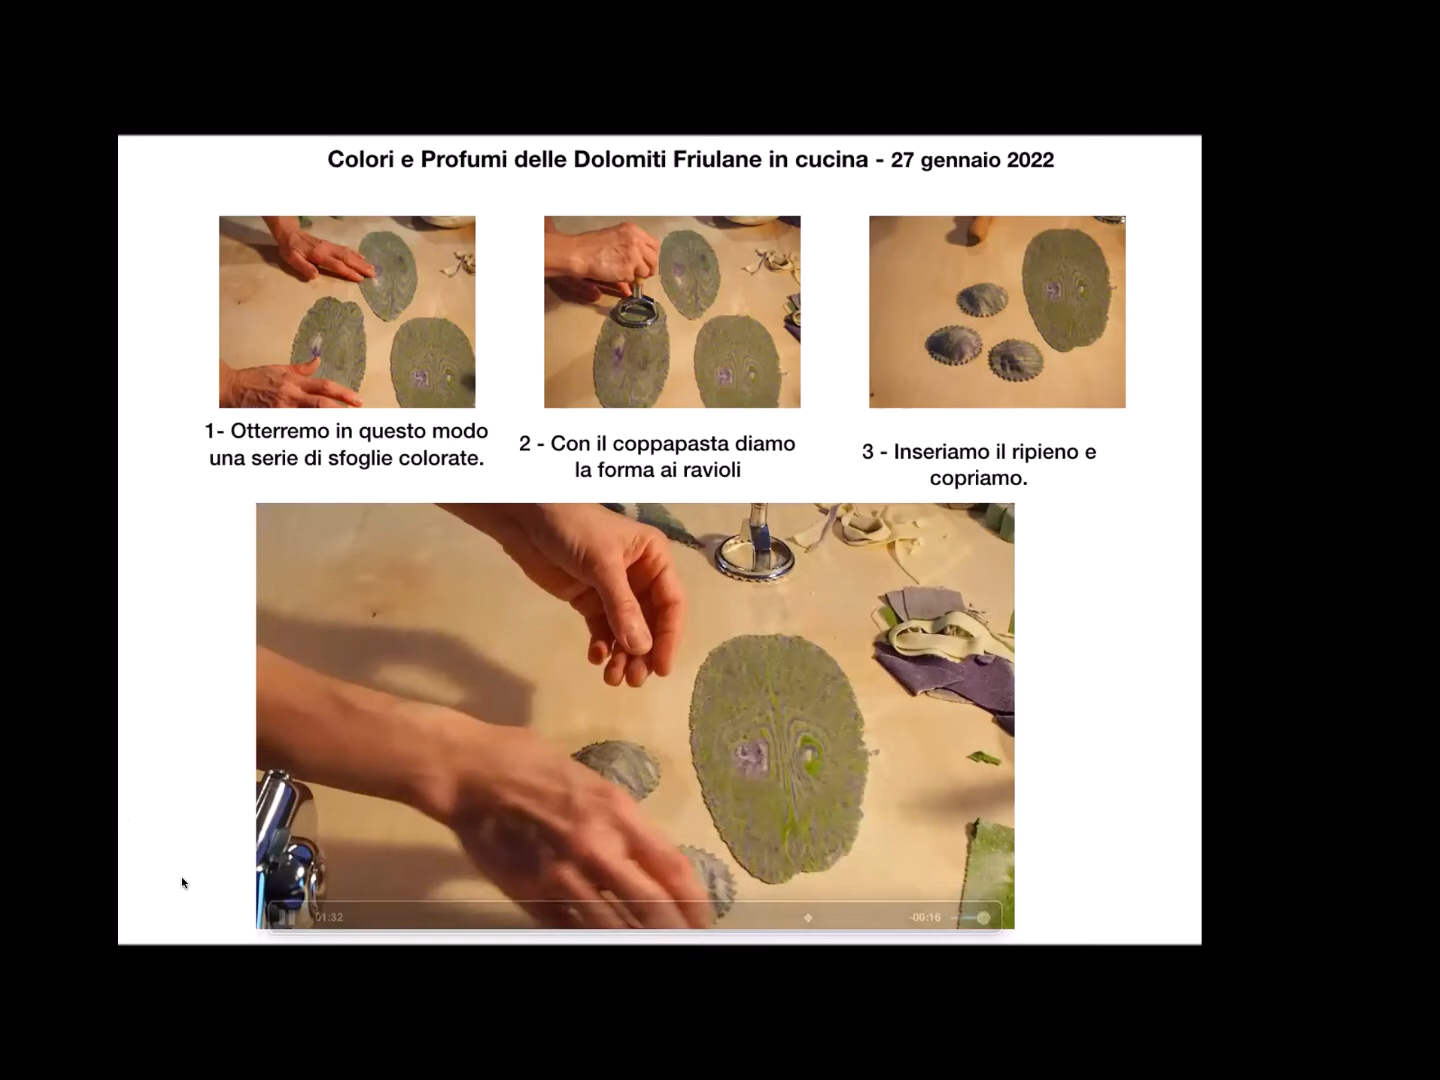 Colori e Profumi delle Dolomiti Friulane in cucina - 27 gennaio 2022
1- Otterremo in questo modo
una serie di sfoglie colorate.
2 - Con il coppapasta diamo
la forma ai ravioli
3 - Inseriamo il ripieno e
copriamo.
01:32
-00:16